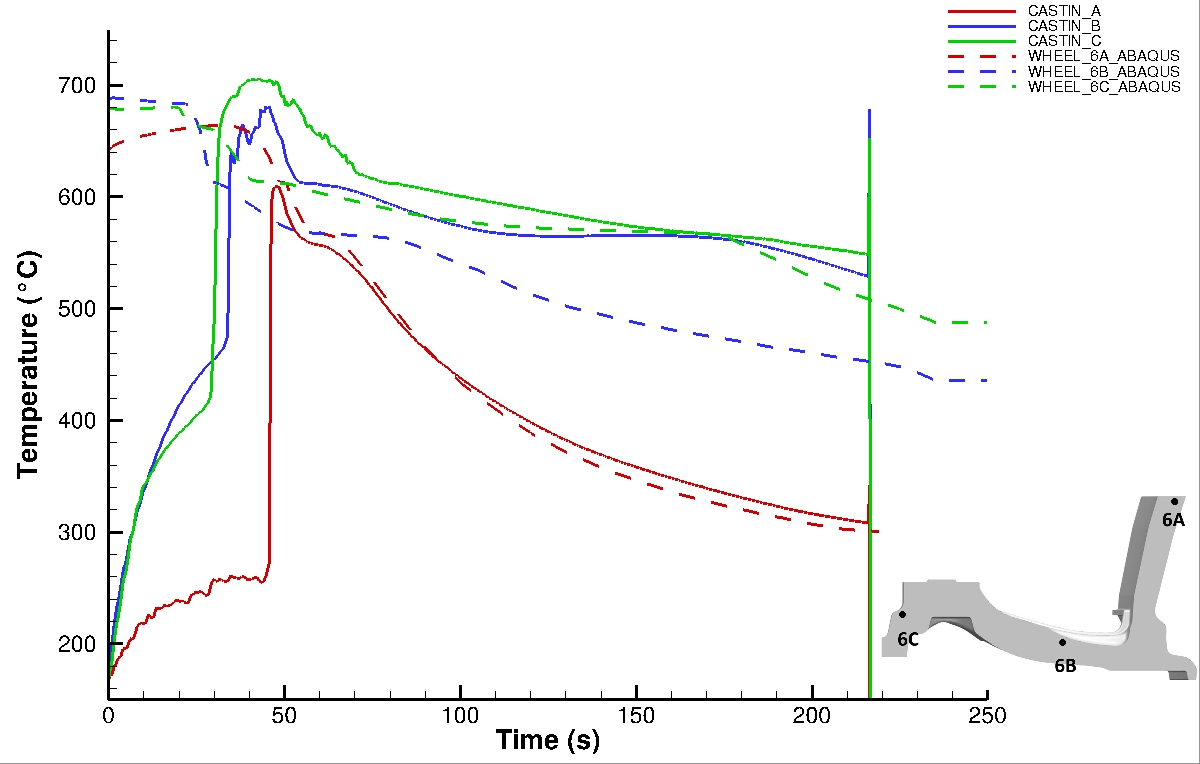 CASTIN_A
CASTIN_B
CASTIN_C
WHEEL_6A_ABAQUS
WHEEL_6B_ABAQUS
WHEEL_6C_ABAQUS
700
600
500
400
300
200
Temperature (°C)
0 50 100 150 200 250
Time (s)
6A
6C
6B